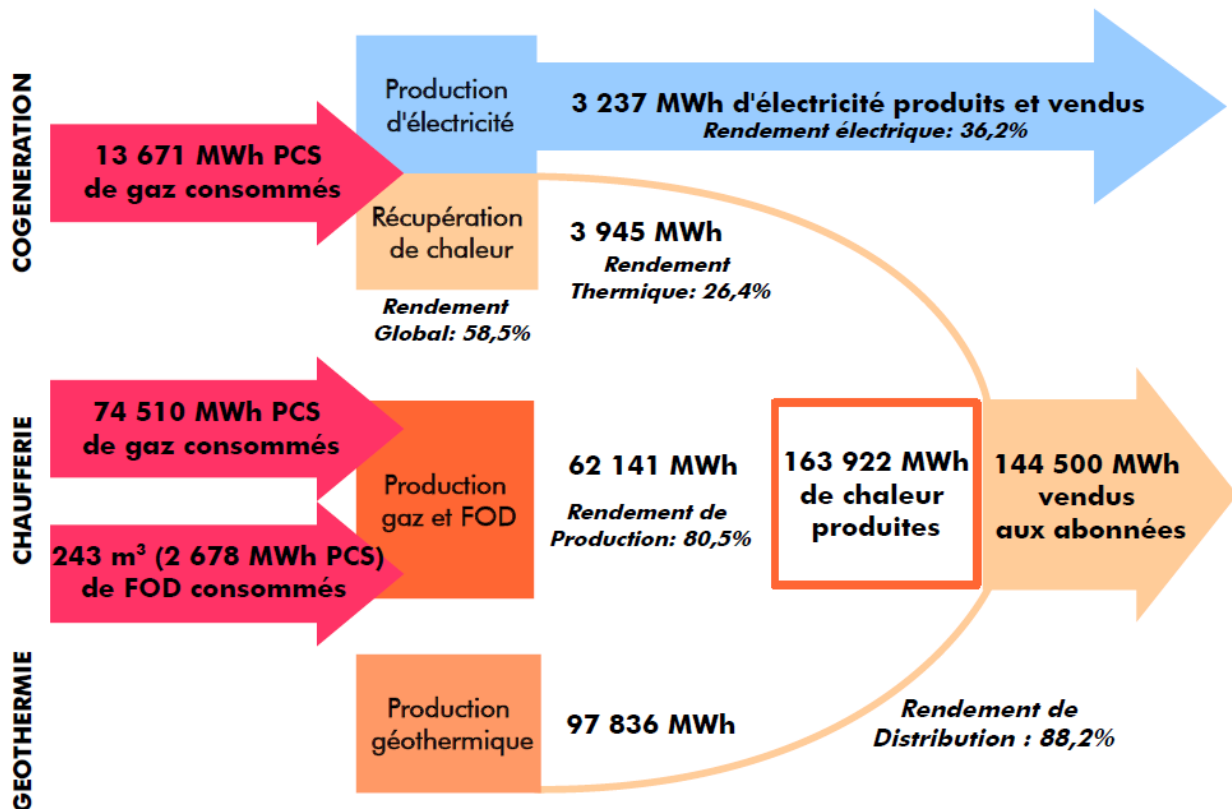 COGENERATION
13 671 MWh PCS
de gaz consommés
Production
d'électricité
3 237 MWh d'électricité produits et vendus
Rendement électrique: 36,2%
Récupération
de chaleur
3 945 MWh
Rendement
Thermique: 26,4%
Rendement
Global: 58,5%
CHAUFFERIE
74 510 MWh PCS
de gaz consommés
243 m³ (2 678 MWh PCS)
de FOD consommés
Production
gaz et FOD
62 141 MWh
Rendement de
Production: 80,5%
163 922 MWh
de chaleur
produites
144 500 MWh
vendus
aux abonnées
GEOTHERMIE
Production
géothermique
97 836 MWh
Rendement de
Distribution : 88,2%